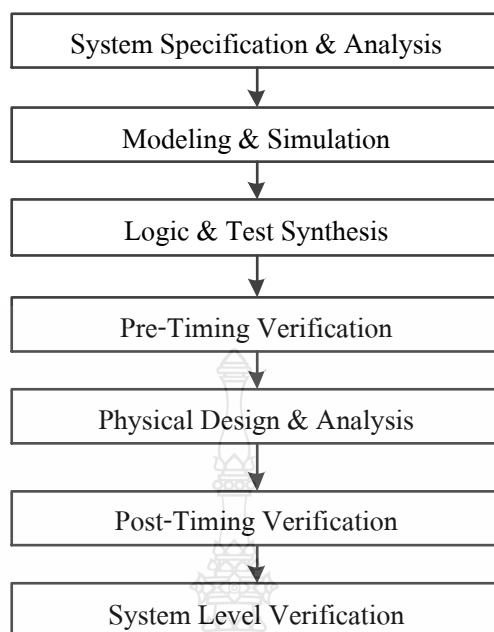 System Specification & Analysis
Modeling & Simulation
Logic & Test Synthesis
Pre-Timing Verification
Physical Design & Analysis
Post-Timing Verification
System Level Verification